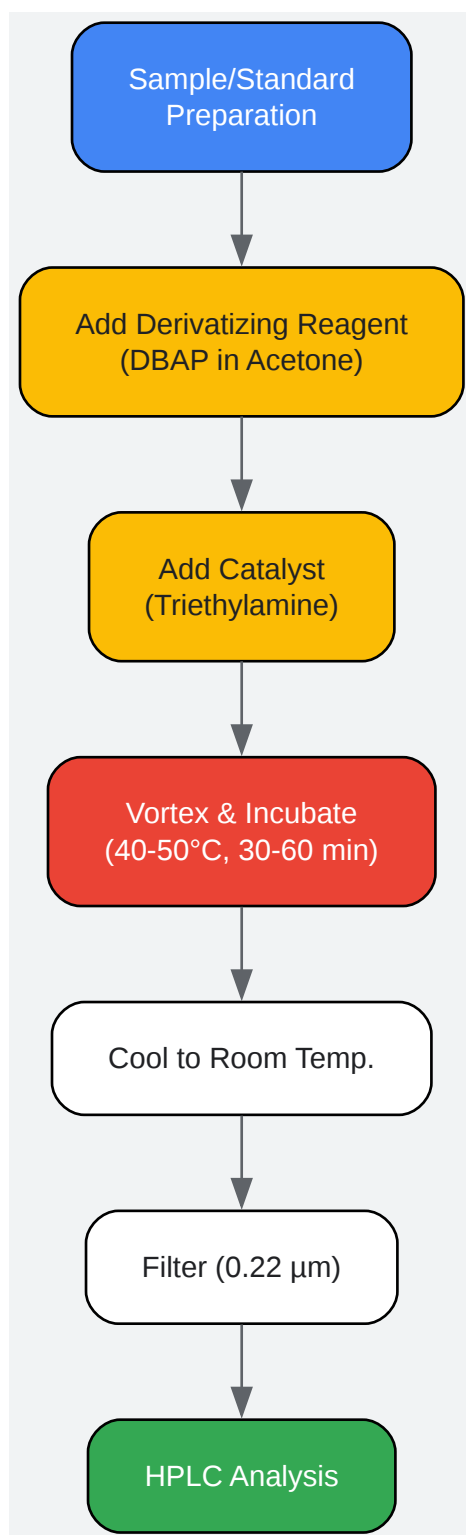 Sample/Standard
Preparation
Add Derivatizing Reagent
(DBAP in Acetone)
Add Catalyst
(Triethylamine)
Vortex & Incubate
(40-50°C, 30-60 min)
Cool to Room Temp.
Filter (0.22 µm)
HPLC Analysis